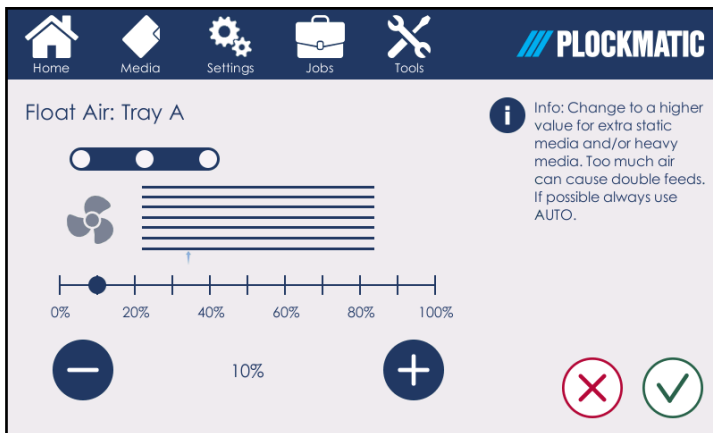 Home Media Settings Jobs Tools
PLOCKMATIC
Float Air: Tray A
Info: Change to a higher
value for extra static
media and/or heavy
media. Too much air
can cause double feeds.
If possible always use
AUTO.
0% 20% 40% 60% 80% 100%
10%